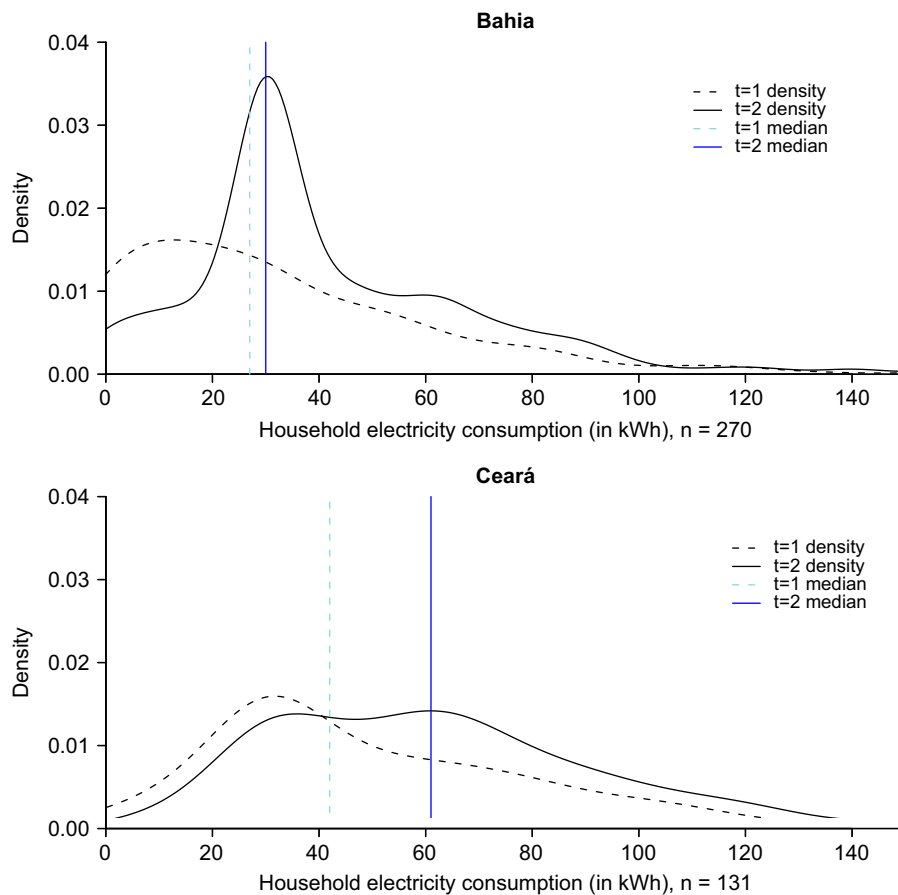 Bahia
0.04
0.03
0.02
0.01
0.00
Density
t=1 density
t=2 density
t=1 median
t=2 median
0 20 40 60 80 100 120 140
Household electricity consumption (in kWh), n = 270
Ceará
0.04
0.03
0.02
0.01
0.00
Density
t=1 density
t=2 density
t=1 median
t=2 median
0 20 40 60 80 100 120 140
Household electricity consumption (in kWh), n = 131